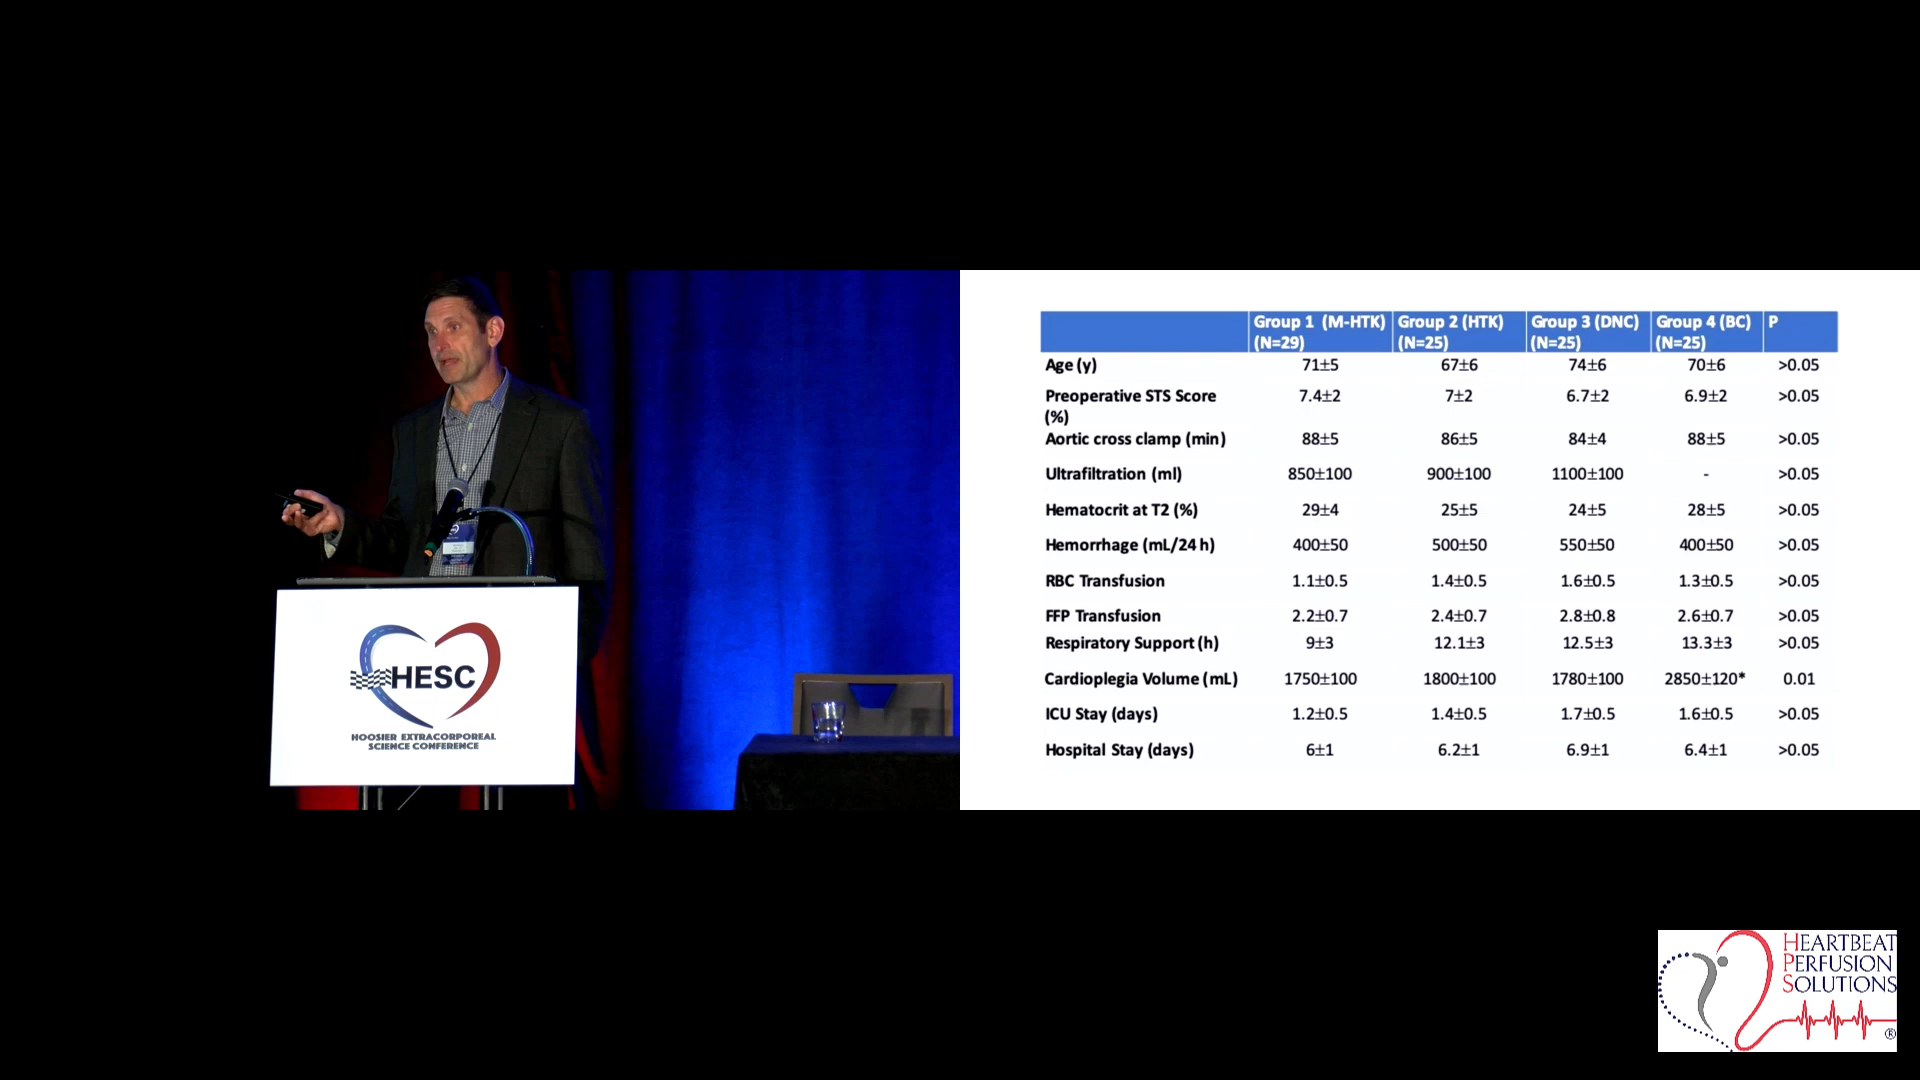 HESC
HOOSIER EXTRACORPOREAL
SCIENCE CONFERENCE
Group 1 (M-HTK) (N=29) Group 2 (HTK) (N=25) Group 3 (DNC) (N=25) Group 4 (BC) (N=25) P
Age (y) 71±5 67±6 74±6 70±6 >0.05
Preoperative STS Score (%) 7.4±2 7±2 6.7±2 6.9±2 >0.05
Aortic cross clamp (min) 88±5 86±5 84±4 88±5 >0.05
Ultrafiltration (ml) 850±100 900±100 1100±100 - >0.05
Hematocrit at T2 (%) 29±4 25±5 24±5 28±5 >0.05
Hemorrhage (mL/24 h) 400±50 500±50 550±50 400±50 >0.05
RBC Transfusion 1.1±0.5 1.4±0.5 1.6±0.5 1.3±0.5 >0.05
FFP Transfusion 2.2±0.7 2.4±0.7 2.8±0.8 2.6±0.7 >0.05
Respiratory Support (h) 9±3 12.1±3 12.5±3 13.3±3 >0.05
Cardioplegia Volume (mL) 1750±100 1800±100 1780±100 2850±120* 0.01
ICU Stay (days) 1.2±0.5 1.4±0.5 1.7±0.5 1.6±0.5 >0.05
Hospital Stay (days) 6±1 6.2±1 6.9±1 6.4±1 >0.05
HEARTBEAT
PERFUSION
SOLUTIONS
®